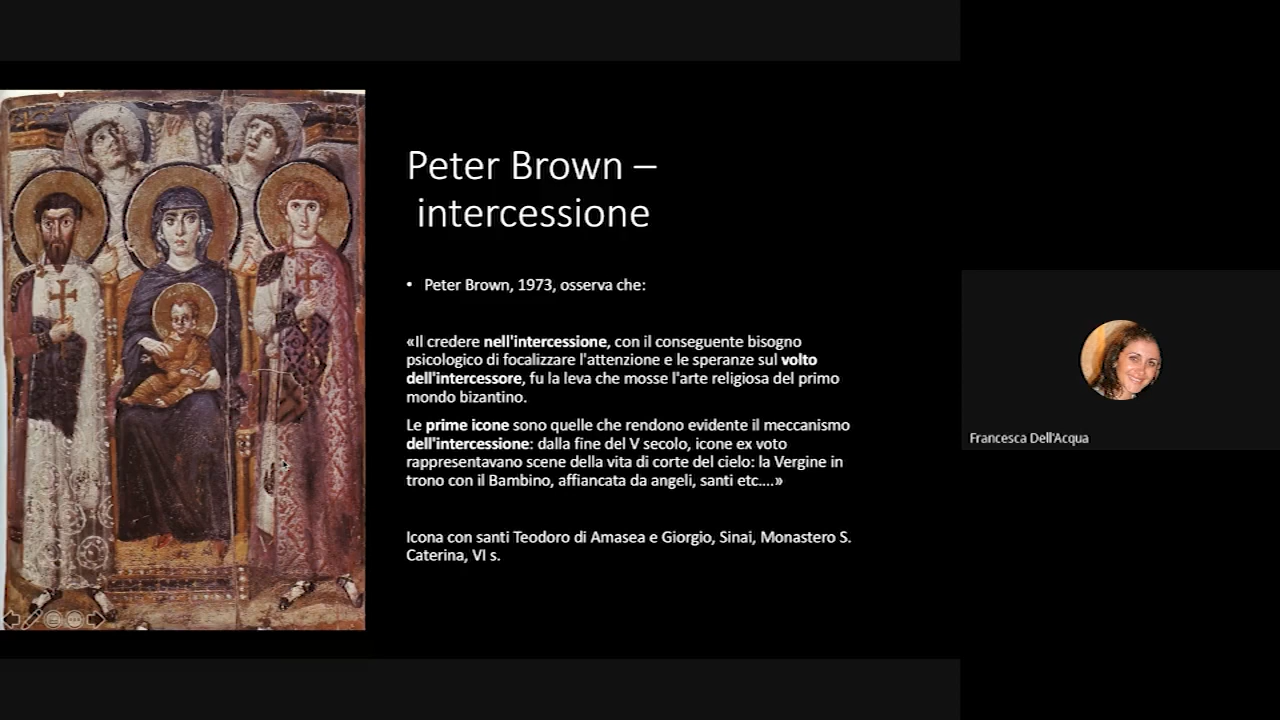 Peter Brown –
intercessione
• Peter Brown, 1973, osserva che:
«Il credere nell'intercessione, con il conseguente bisogno
psicologico di focalizzare l'attenzione e le speranze sul volto
dell'intercessore, fu la leva che mosse l'arte religiosa del primo
mondo bizantino.
Le prime icone sono quelle che rendono evidente il meccanismo
dell'intercessione: dalla fine del V secolo, icone ex voto
rappresentavano scene della vita di corte del cielo: la Vergine in
trono con il Bambino, affiancata da angeli, santi etc....»
Icona con santi Teodoro di Amasea e Giorgio, Sinai, Monastero S.
Caterina, VI s.
Francesca Dell'Acqua